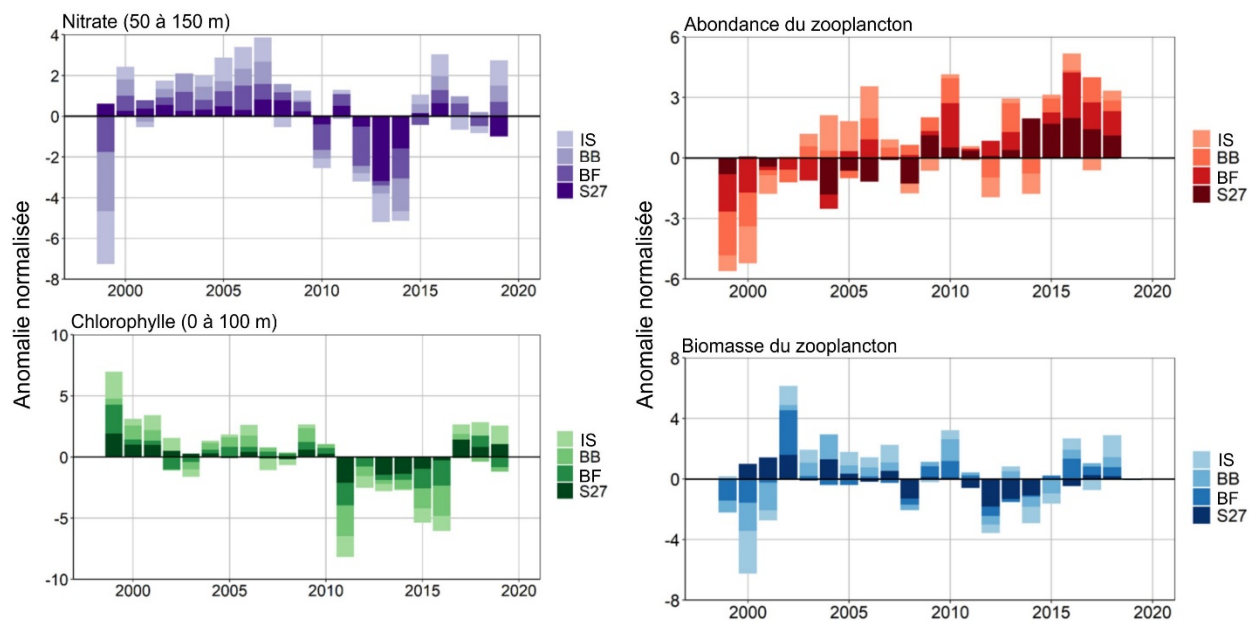 Nitrate (50 à 150 m)
4
2
0
-2
-4
-6
-8
2000
2005
2010
2015
2020
IS
BB
BF
S27
Abondance du zooplancton
6
3
0
-3
-6
2000
2005
2010
2015
2020
IS
BB
BF
S27
Anomalie normalisée
Anomalie normalisée
Chlorophylle (0 à 100 m)
10
5
0
-5
-10
2000
2005
2010
2015
2020
IS
BB
BF
S27
Biomasse du zooplancton
8
4
0
-4
-8
2000
2005
2010
2015
2020
IS
BB
BF
S27